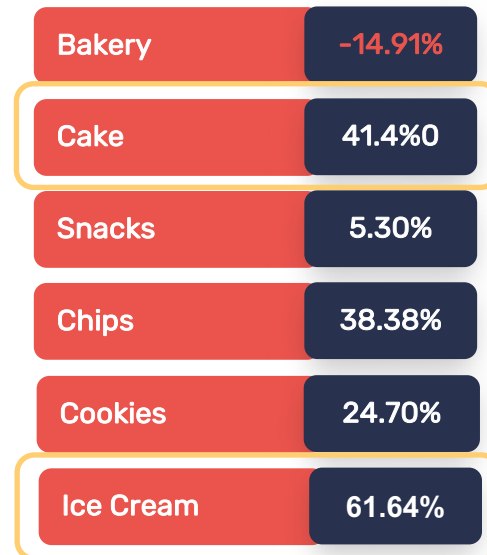 Bakery -14.91%
Cake 41.4%0
Snacks 5.30%
Chips 38.38%
Cookies 24.70%
Ice Cream 61.64%